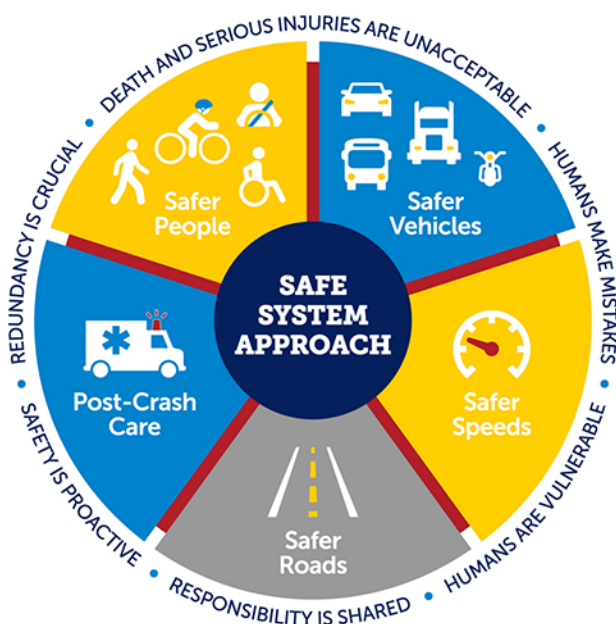 DEATH AND SERIOUS INJURIES ARE UNACCEPTABLE
HUMANS MAKE MISTAKES
HUMANS ARE VULNERABLE
RESPONSIBILITY IS SHARED
SAFETY IS PROACTIVE
REDUNDANCY IS CRUCIAL
Safer
People
Safer
Vehicles
SAFE
SYSTEM
APPROACH
Post-Crash
Care
Safer
Speeds
Safer
Roads